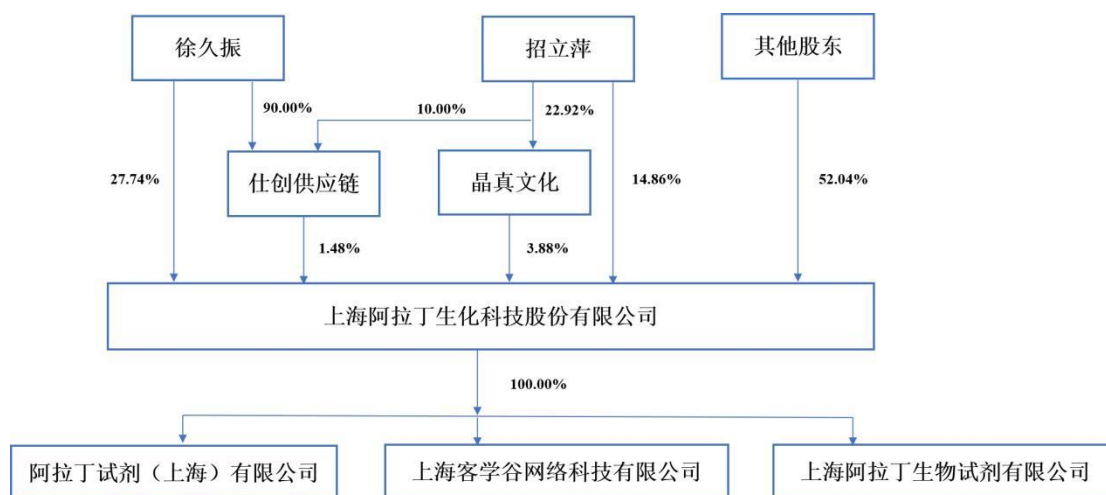 徐久振
招立萍
其他股东
90.00%
10.00%
22.92%
27.74%
仕创供应链
晶真文化
14.86%
52.04%
1.48%
3.88%
上海阿拉丁生化科技股份有限公司
100.00%
阿拉丁试剂（上海）有限公司
上海客学谷网络科技有限公司
上海阿拉丁生物试剂有限公司